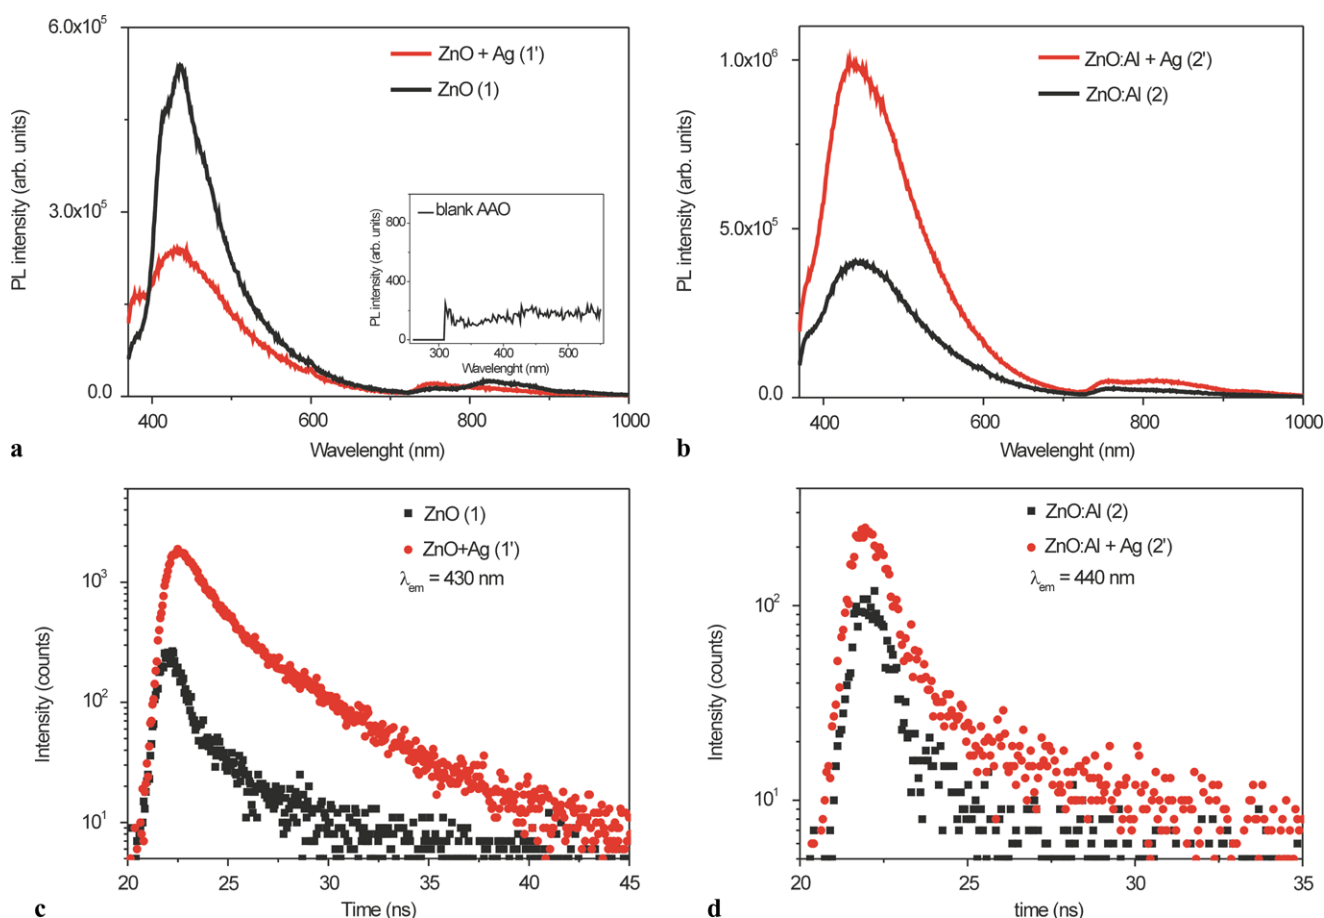 6.0x10⁵
ZnO + Ag (1')
ZnO (1)
3.0x10⁵
0.0
PL intensity (arb. units)
blank AAO
800
400
0
PL intensity (arb. units)
300 400 500
Wavelenght (nm)
400 600 800 1000
Wavelenght (nm)
a
1.0x10⁶
ZnO:Al + Ag (2')
ZnO:Al (2)
5.0x10⁵
0.0
PL intensity (arb. units)
400 600 800 1000
Wavelenght (nm)
b
ZnO (1)
ZnO+Ag (1')
λem = 430 nm
10³
10²
10¹
Intensity (counts)
20 25 30 35 40 45
Time (ns)
c
ZnO:Al (2)
ZnO:Al + Ag (2')
λem = 440 nm
10²
10¹
Intensity (counts)
20 25 30 35
time (ns)
d